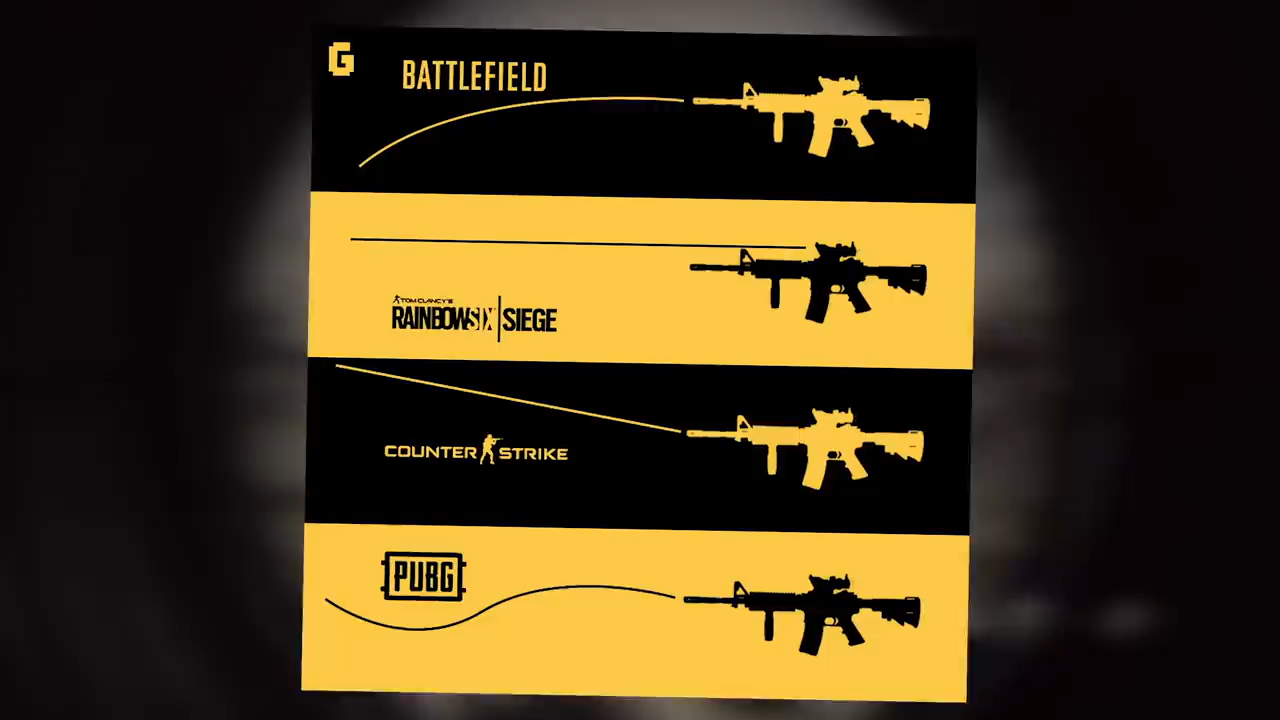 G
BATTLEFIELD
TOM CLANCY'S
RAINBOWSIX | SIEGE
COUNTER STRIKE
PUBG